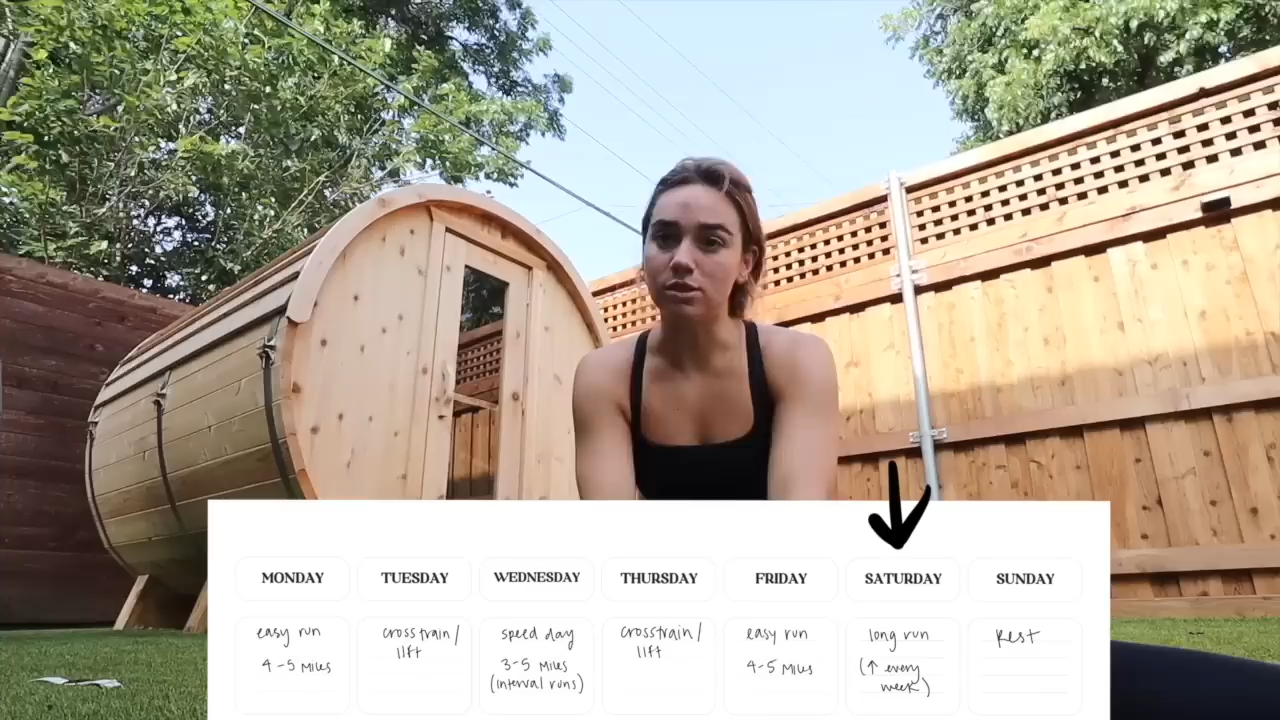 MONDAY TUESDAY WEDNESDAY THURSDAY FRIDAY SATURDAY SUNDAY
easy run
4-5 Miles
crosstrain/
lift
speed day
3-5 Miles
(interval runs)
crosstrain/
lift
easy run
4-5 Miles
long run
(↑ every
week)
Rest